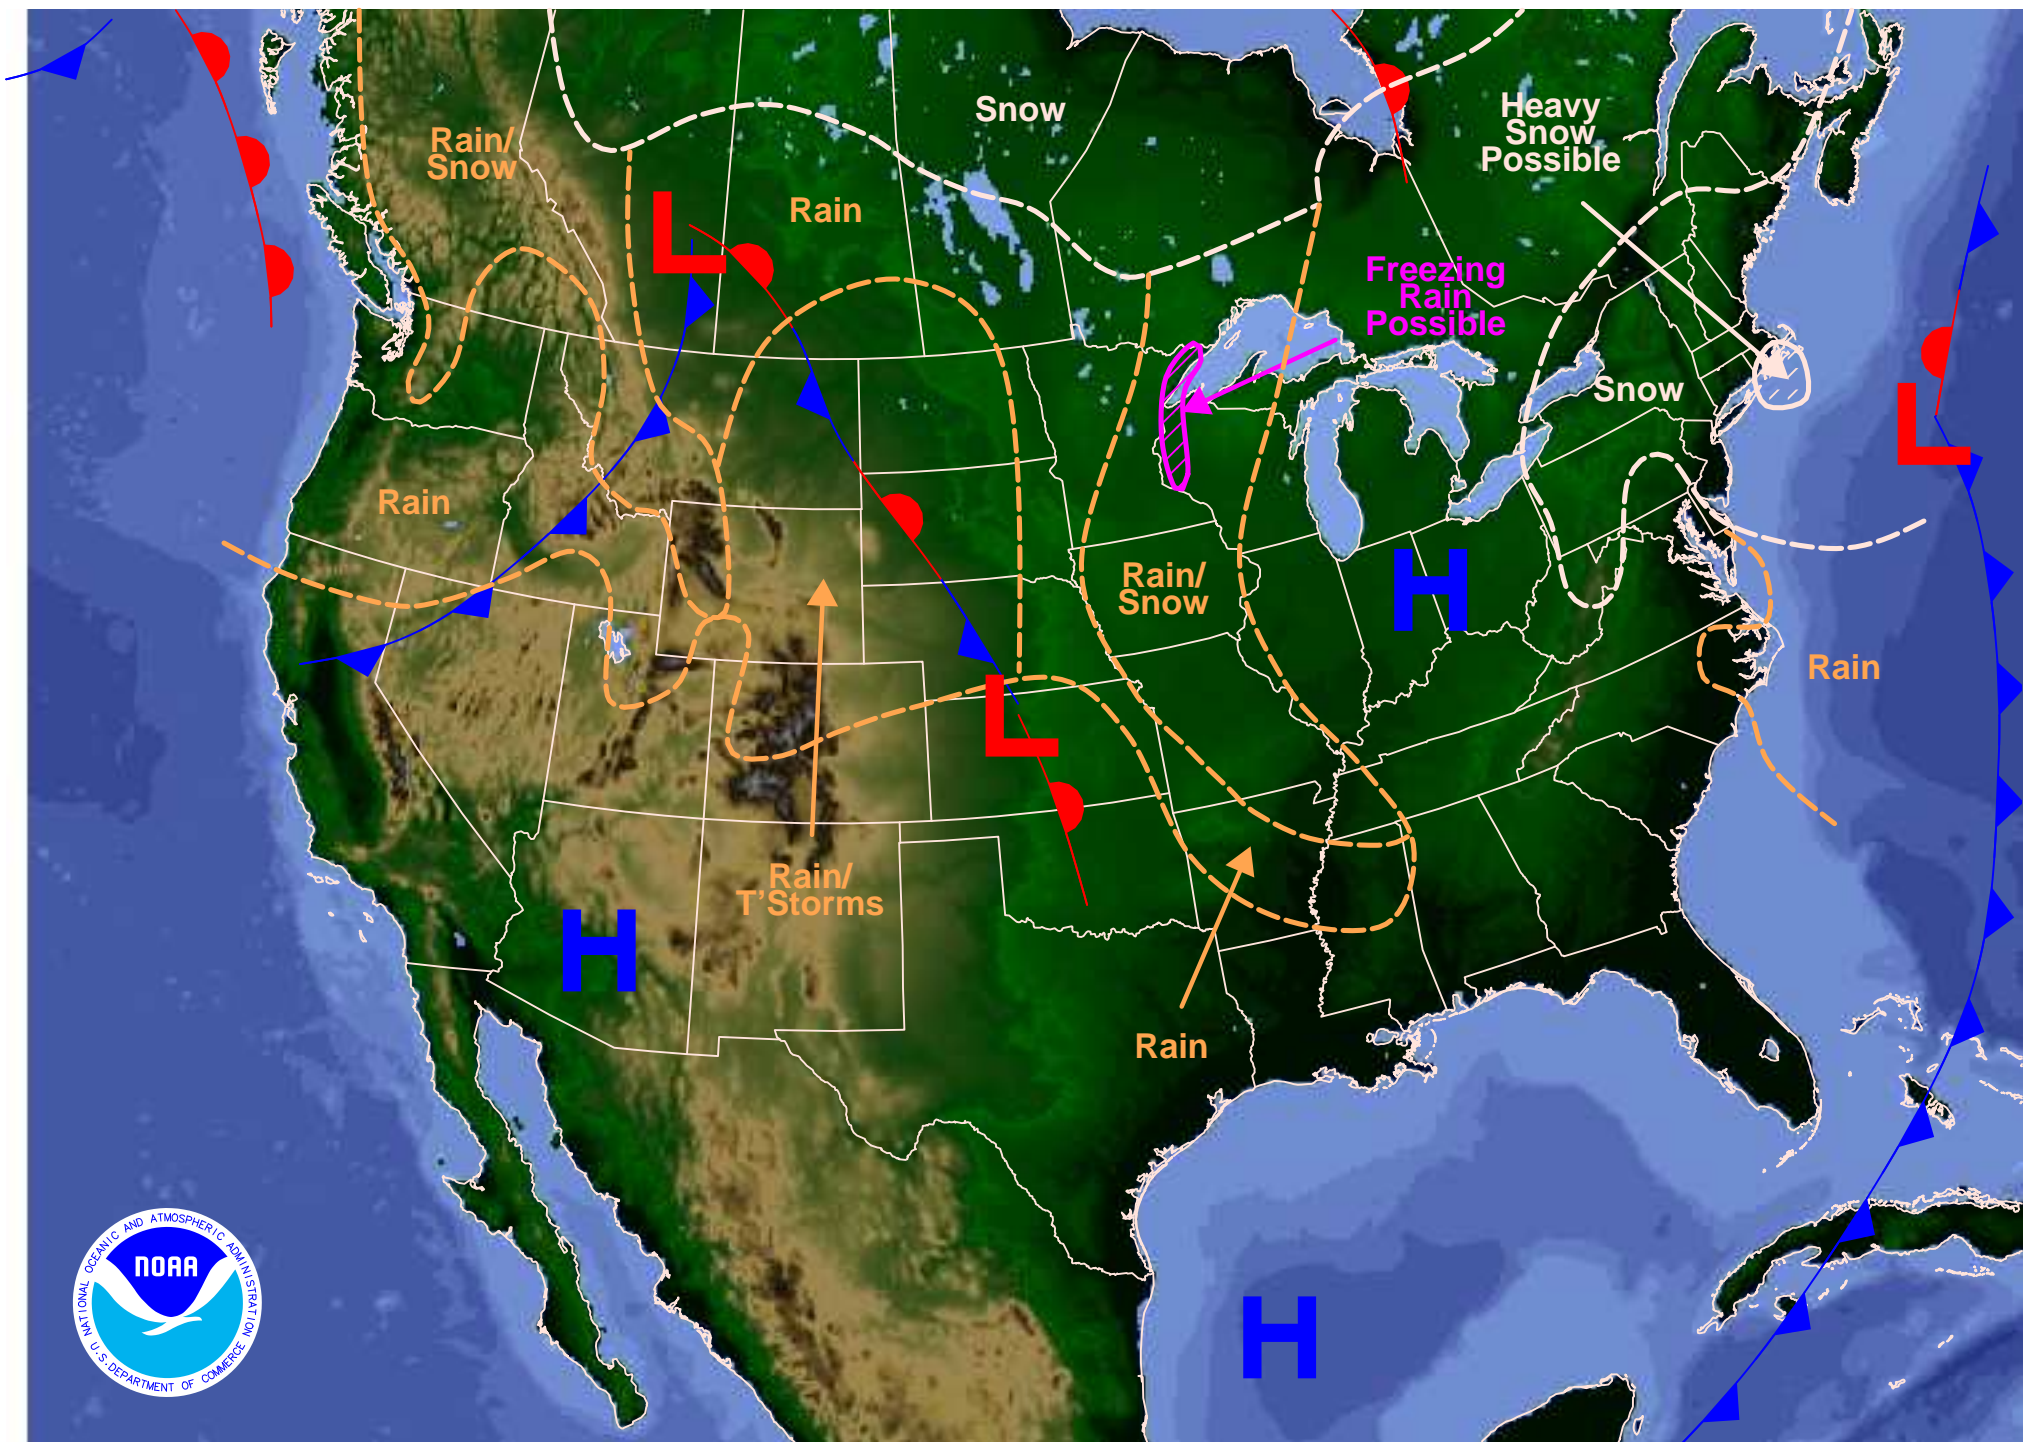 Snow
Heavy
Snow
Possible
Rain/
Snow
Rain
L
Freezing
Rain
Possible
Snow
L
Rain
H
Rain/
Snow
Rain
L
Rain/
T'Storms
H
Rain
H
NATIONAL OCEANIC AND ATMOSPHERIC ADMINISTRATION
NOAA
U.S. DEPARTMENT OF COMMERCE